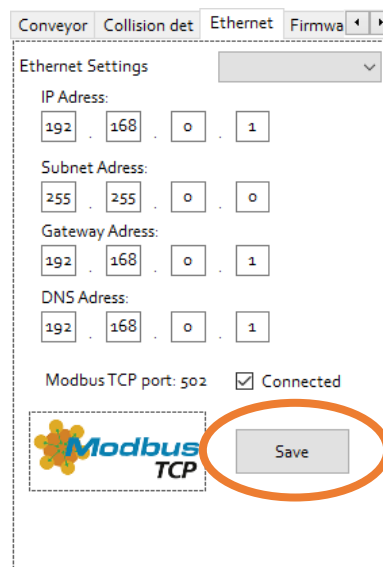 Conveyor Collision det Ethernet Firmwa
Ethernet Settings
IP Adress:
192 . 168 . 0 . 1
Subnet Adress:
255 . 255 . 0 . 0
Gateway Adress:
192 . 168 . 0 . 1
DNS Adress:
192 . 168 . 0 . 1
Modbus TCP port: 502 Connected
Modbus
TCP
Save